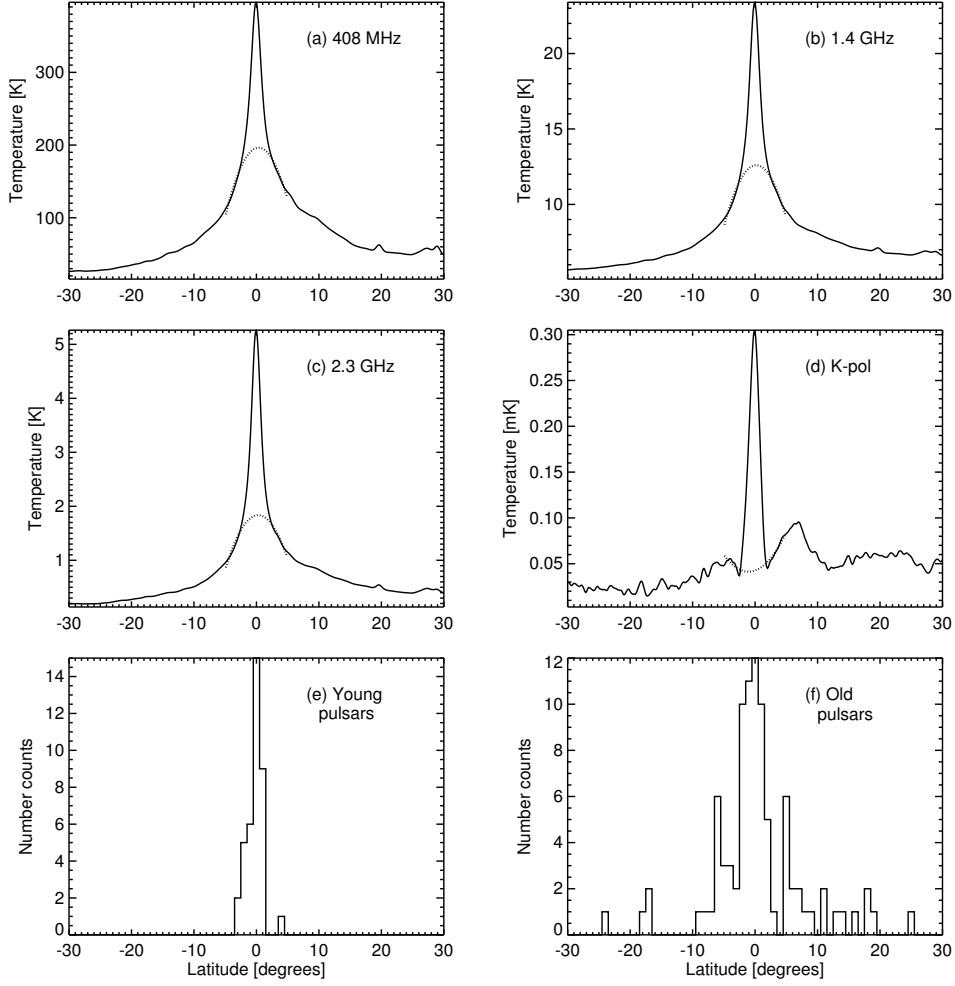 (a) 408 MHz
Temperature [K]
300
200
100
-30 -20 -10 0 10 20 30
(b) 1.4 GHz
Temperature [K]
20
15
10
-30 -20 -10 0 10 20 30
(c) 2.3 GHz
Temperature [K]
5
4
3
2
1
-30 -20 -10 0 10 20 30
(d) K-pol
Temperature [mK]
0.30
0.25
0.20
0.15
0.10
0.05
-30 -20 -10 0 10 20 30
(e) Young
pulsars
Number counts
14
12
10
8
6
4
2
0
-30 -20 -10 0 10 20 30
Latitude [degrees]
(f) Old
pulsars
Number counts
12
10
8
6
4
2
0
-30 -20 -10 0 10 20 30
Latitude [degrees]